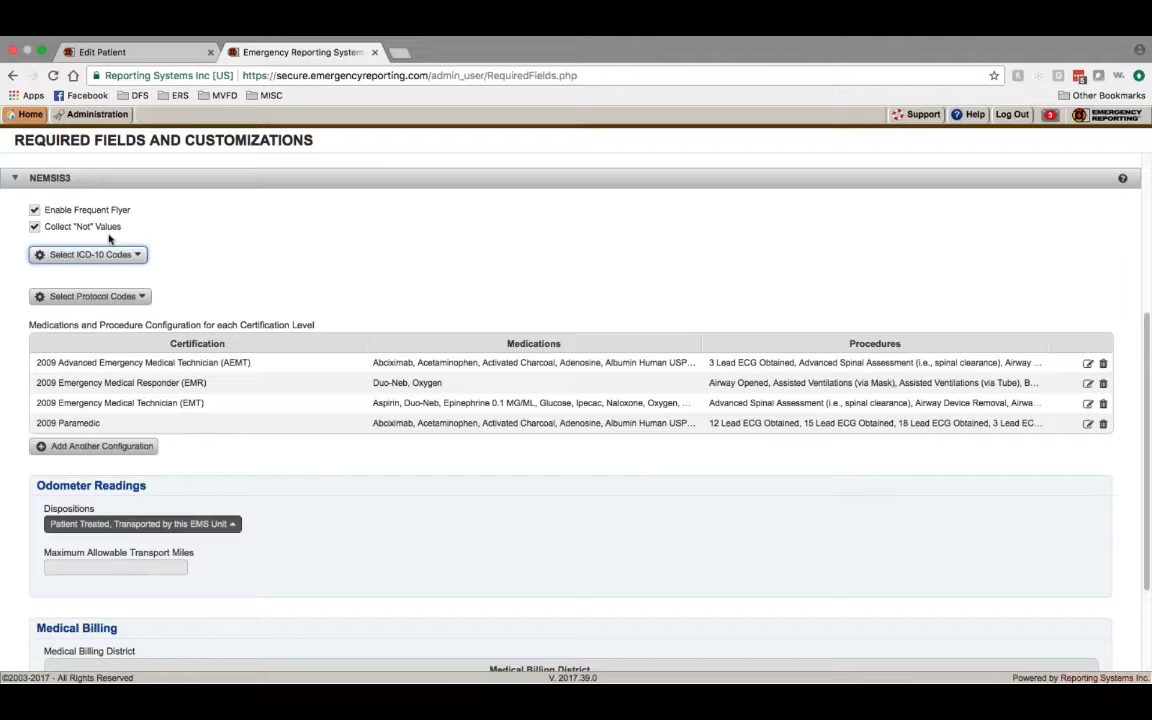 Edit Patient
Emergency Reporting System
Reporting Systems Inc [US] https://secure.emergencyreporting.com/admin_user/RequiredFields.php
Apps Facebook DFS ERS MVFD MISC Other Bookmarks
Home Administration Support Help Log Out EMERGENCY REPORTING
REQUIRED FIELDS AND CUSTOMIZATIONS
NEMSIS3
Enable Frequent Flyer
Collect "Not" Values
Select ICD-10 Codes
Select Protocol Codes
Medications and Procedure Configuration for each Certification Level
Certification Medications Procedures
2009 Advanced Emergency Medical Technician (AEMT) Abciximab, Acetaminophen, Activated Charcoal, Adenosine, Albumin Human USP... 3 Lead ECG Obtained, Advanced Spinal Assessment (i.e., spinal clearance), Airway ...
2009 Emergency Medical Responder (EMR) Duo-Neb, Oxygen Airway Opened, Assisted Ventilations (via Mask), Assisted Ventilations (via Tube), B...
2009 Emergency Medical Technician (EMT) Aspirin, Duo-Neb, Epinephrine 0.1 MG/ML, Glucose, Ipecac, Naloxone, Oxygen, ... Advanced Spinal Assessment (i.e., spinal clearance), Airway Device Removal, Airwa...
2009 Paramedic Abciximab, Acetaminophen, Activated Charcoal, Adenosine, Albumin Human USP... 12 Lead ECG Obtained, 15 Lead ECG Obtained, 18 Lead ECG Obtained, 3 Lead EC...
Add Another Configuration
Odometer Readings
Dispositions
Patient Treated, Transported by this EMS Unit
Maximum Allowable Transport Miles
Medical Billing
Medical Billing District
Medical Billing District
©2003-2017 - All Rights Reserved V. 2017.39.0 Powered by Reporting Systems Inc.